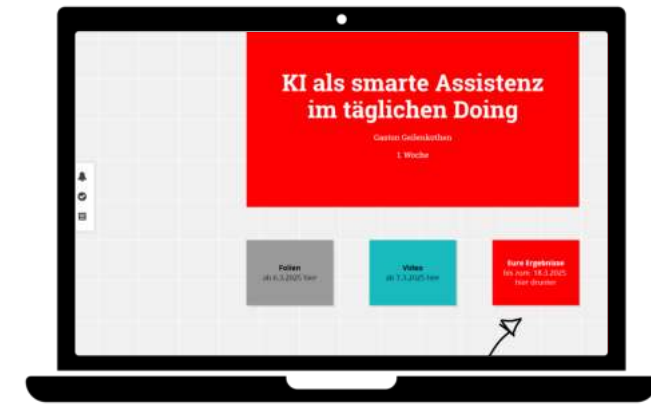 KI als smarte Assistenz
im täglichen Doing
Gaston Geilenkothen
1. Woche
Folien
ab 6.3.2025 hier
Video
ab 7.3.2025 hier
Eure Ergebnisse
bis zum 18.3.2025
hier drunter